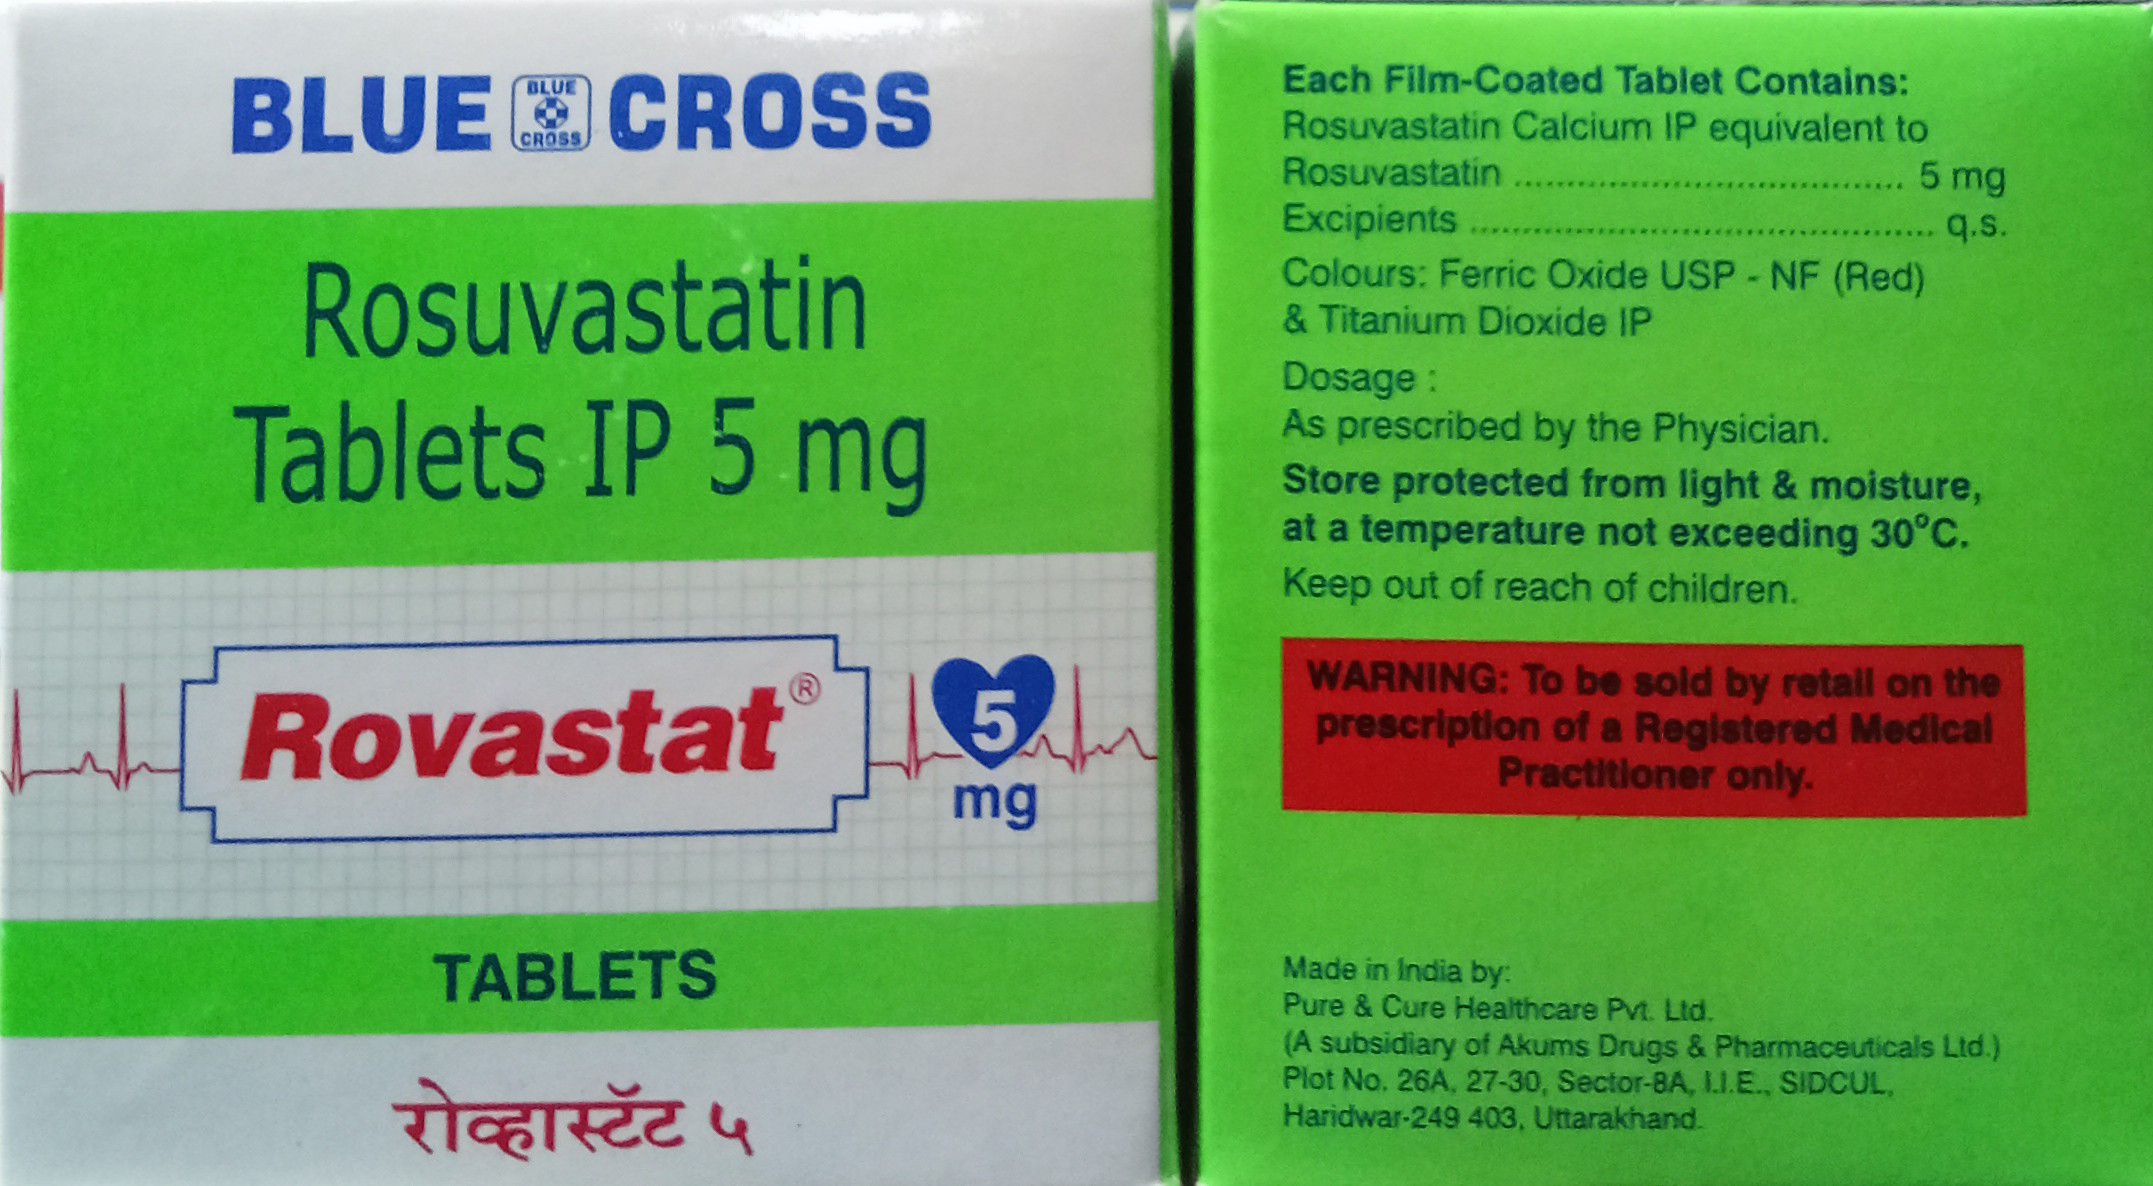 BLUE BLUE CROSS CROSS
Rosuvastatin
Tablets IP 5 mg
Rovastat®
5
mg
TABLETS
रोव्हास्टॅट ५
Each Film-Coated Tablet Contains:
Rosuvastatin Calcium IP equivalent to
Rosuvastatin ........................................ 5 mg
Excipients ................................................ q.s.
Colours: Ferric Oxide USP - NF (Red)
& Titanium Dioxide IP
Dosage :
As prescribed by the Physician.
Store protected from light & moisture,
at a temperature not exceeding 30°C.
Keep out of reach of children.
WARNING: To be sold by retail on the
prescription of a Registered Medical
Practitioner only.
Made in India by:
Pure & Cure Healthcare Pvt. Ltd.
(A subsidiary of Akums Drugs & Pharmaceuticals Ltd.)
Plot No. 26A, 27-30, Sector-8A, I.I.E., SIDCUL,
Haridwar-249 403, Uttarakhand.